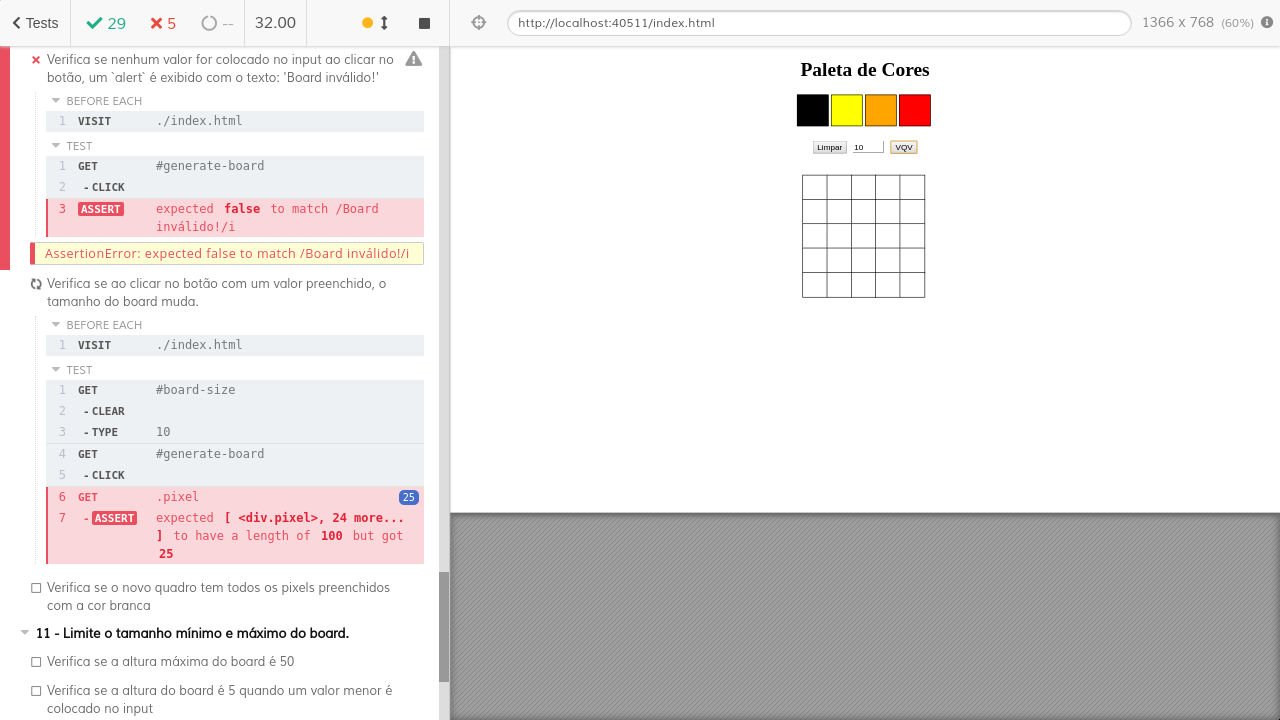 Tests 29 5 -- 32.00 http://localhost:40511/index.html 1366 x 768 (60%)
Verifica se nenhum valor for colocado no input ao clicar no
botão, um `alert` é exibido com o texto: 'Board inválido!'
BEFORE EACH
1 VISIT ./index.html
TEST
1 GET #generate-board
2 - CLICK
3 ASSERT expected false to match /Board
inválido!/i
AssertionError: expected false to match /Board inválido!/i
Verifica se ao clicar no botão com um valor preenchido, o
tamanho do board muda.
BEFORE EACH
1 VISIT ./index.html
TEST
1 GET #board-size
2 - CLEAR
3 - TYPE 10
4 GET #generate-board
5 - CLICK
6 GET .pixel 25
7 - ASSERT expected [ <div.pixel>, 24 more...
] to have a length of 100 but got
25
Verifica se o novo quadro tem todos os pixels preenchidos
com a cor branca
11 - Limite o tamanho mínimo e máximo do board.
Verifica se a altura máxima do board é 50
Verifica se a altura do board é 5 quando um valor menor é
colocado no input
Paleta de Cores
Limpar 10 VQV